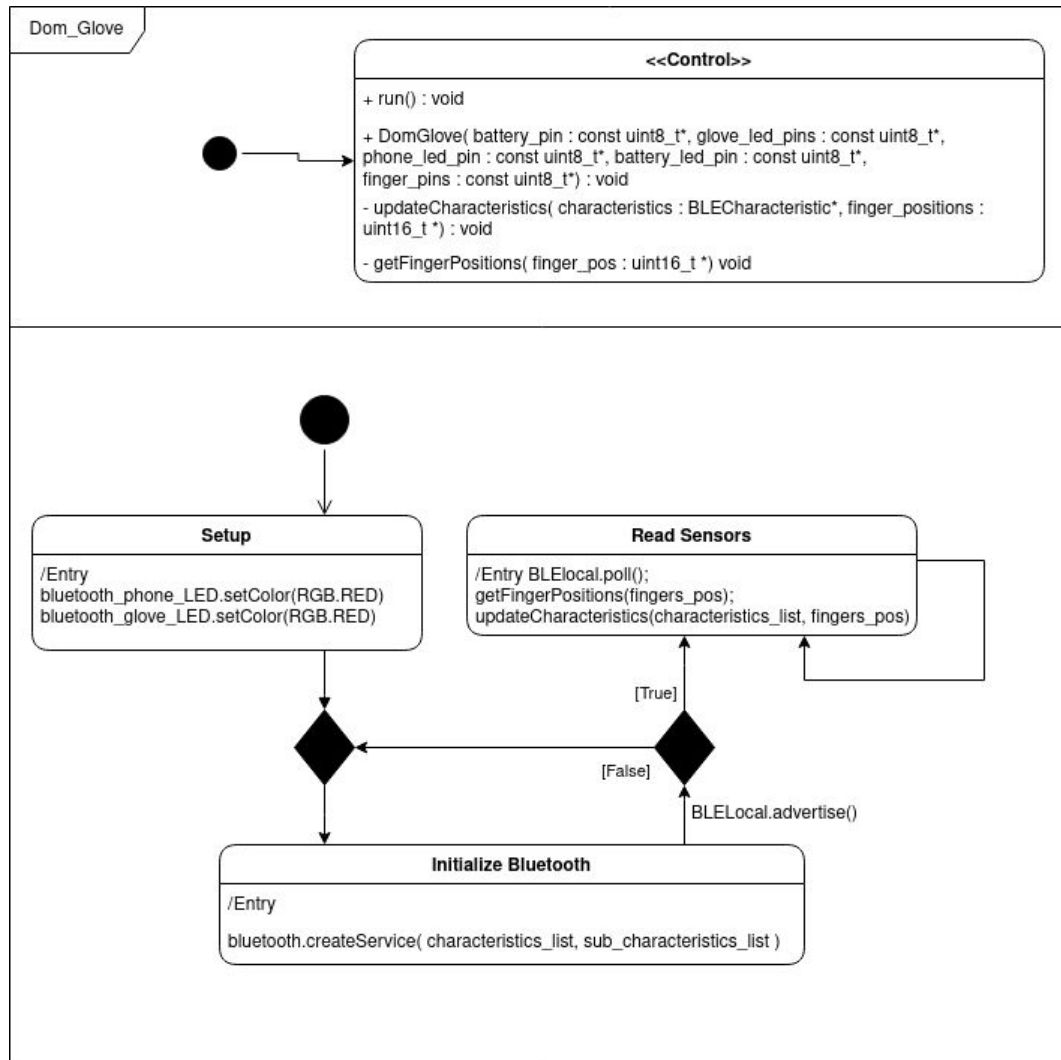 Dom_Glove
<<Control>>
+ run() : void
+ DomGlove( battery_pin : const uint8_t*, glove_led_pins : const uint8_t*,
phone_led_pin : const uint8_t*, battery_led_pin : const uint8_t*,
finger_pins : const uint8_t*) : void
- updateCharacteristics( characteristics : BLECharacteristic*, finger_positions :
uint16_t *) : void
- getFingerPositions( finger_pos : uint16_t *) void
Setup
/Entry
bluetooth_phone_LED.setColor(RGB.RED)
bluetooth_glove_LED.setColor(RGB.RED)
Read Sensors
/Entry BLElocal.poll();
getFingerPositions(fingers_pos);
updateCharacteristics(characteristics_list, fingers_pos)
[True]
[False]
BLELocal.advertise()
Initialize Bluetooth
/Entry
bluetooth.createService( characteristics_list, sub_characteristics_list )